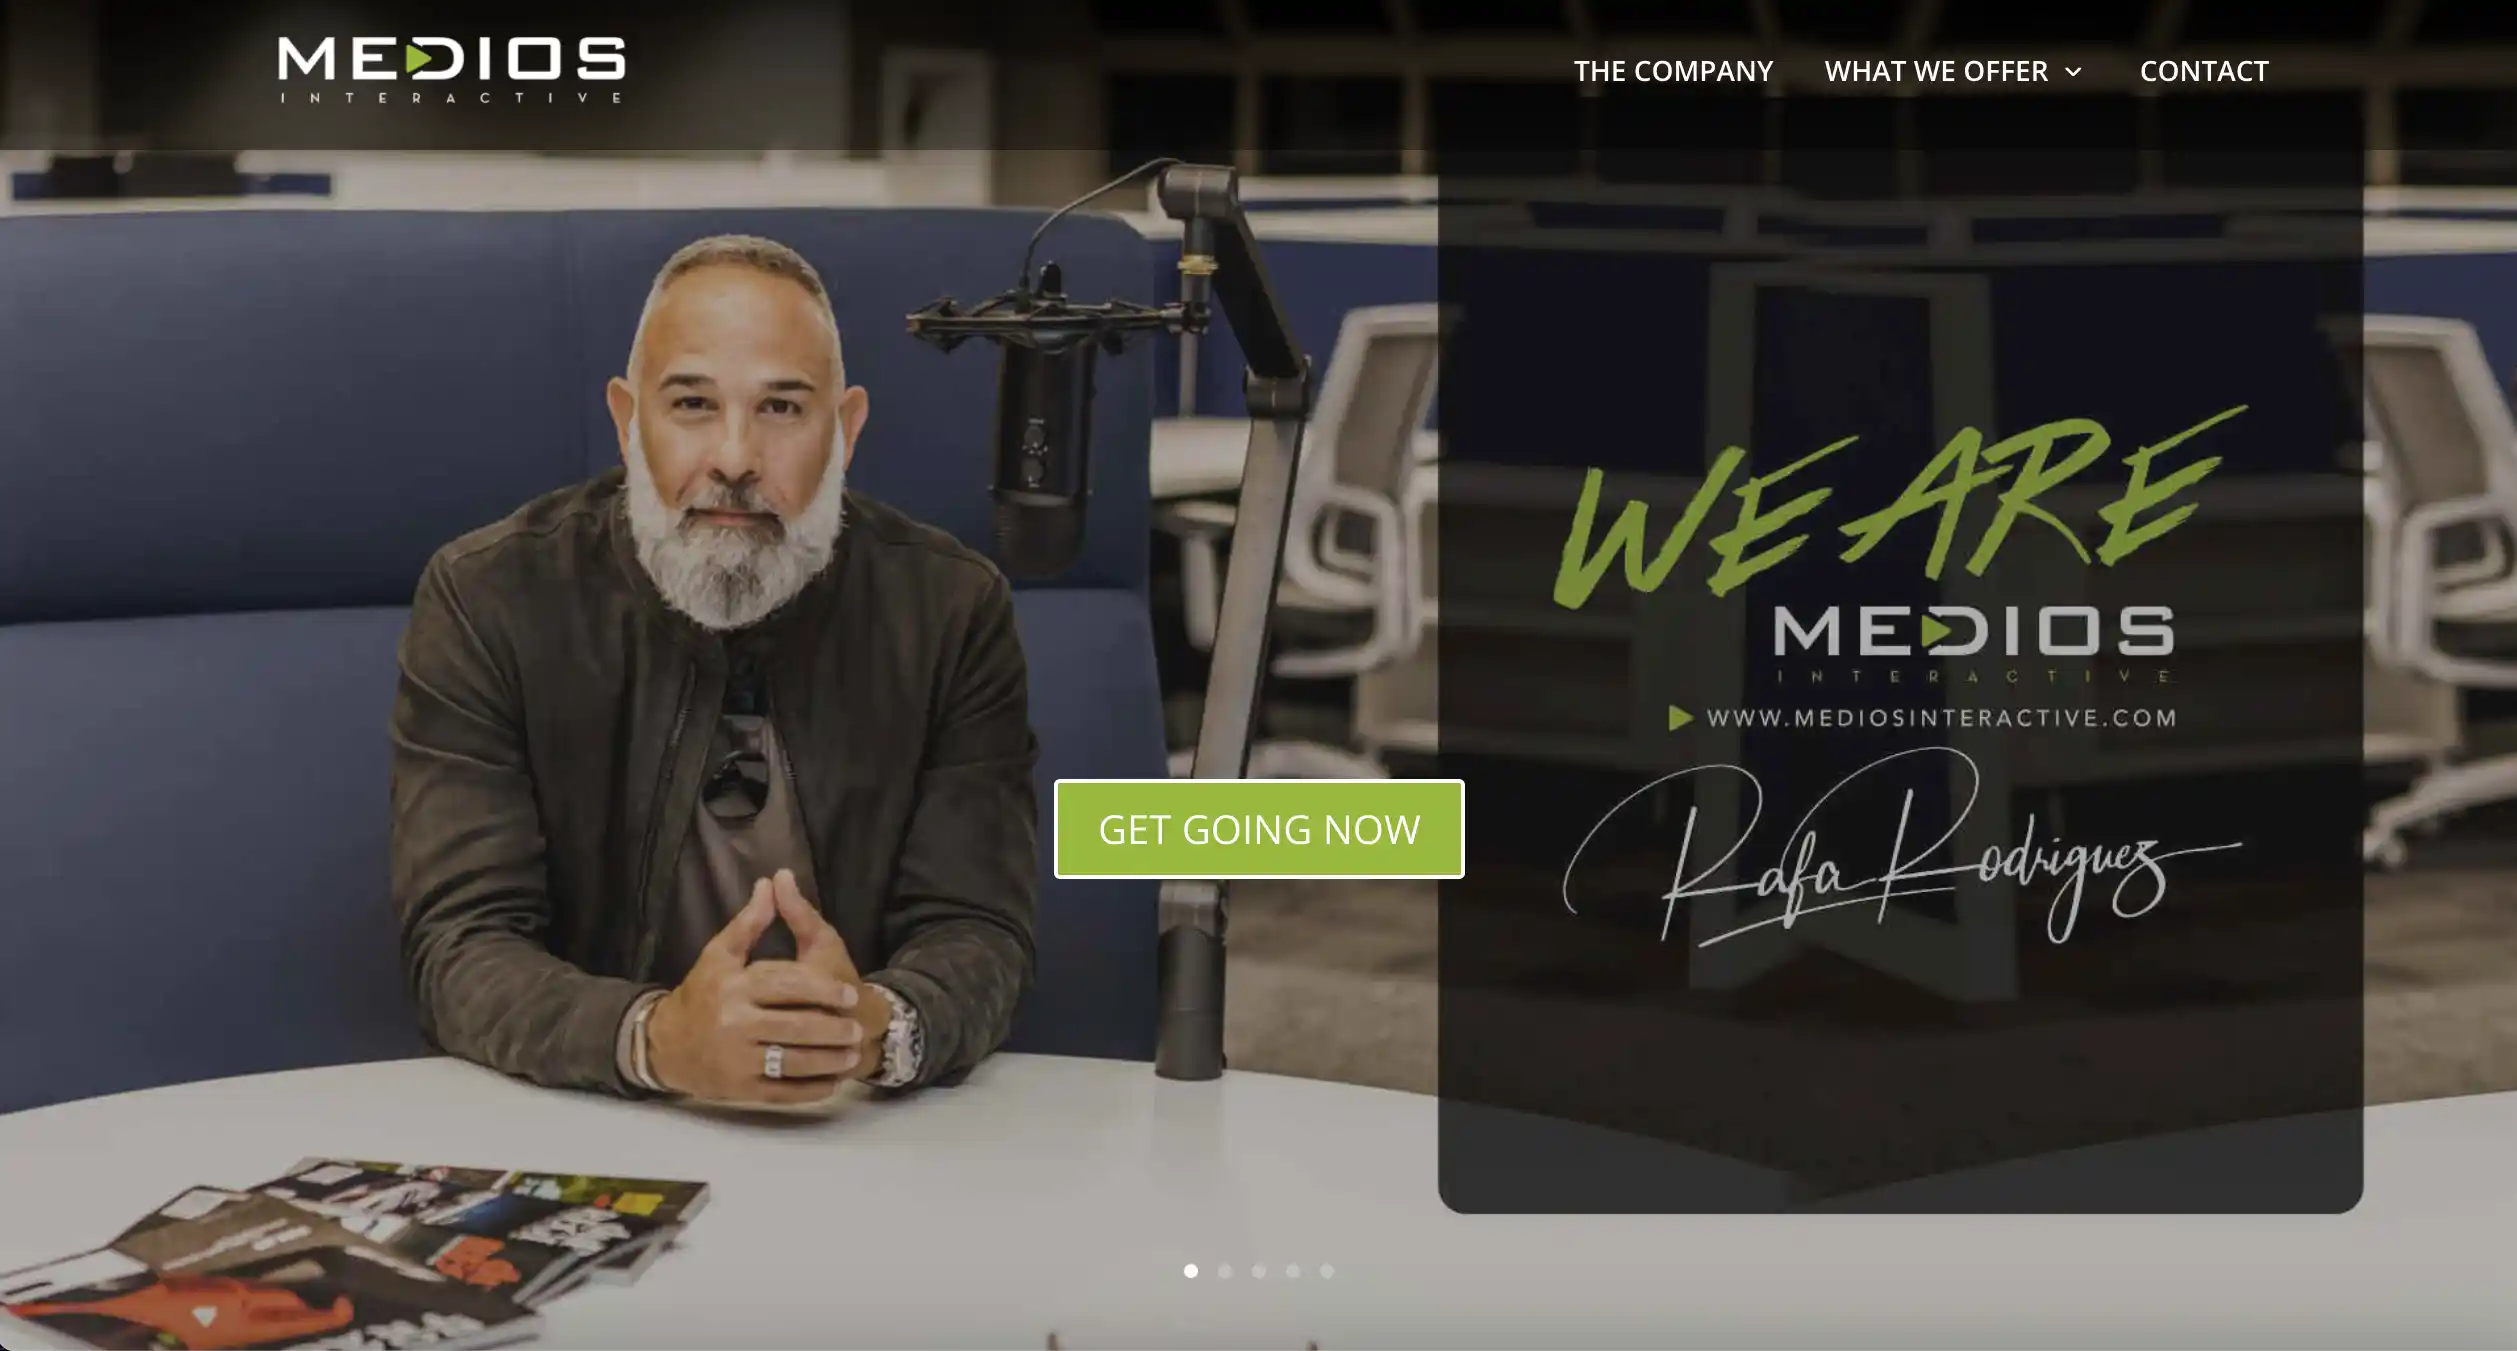 MEDIOS
INTERACTIVE
THE COMPANY
WHAT WE OFFER
CONTACT
WE ARE
MEDIOS
INTERACTIVE
WWW.MEDIOSINTERACTIVE.COM
GET GOING NOW
Rafa Rodriguez